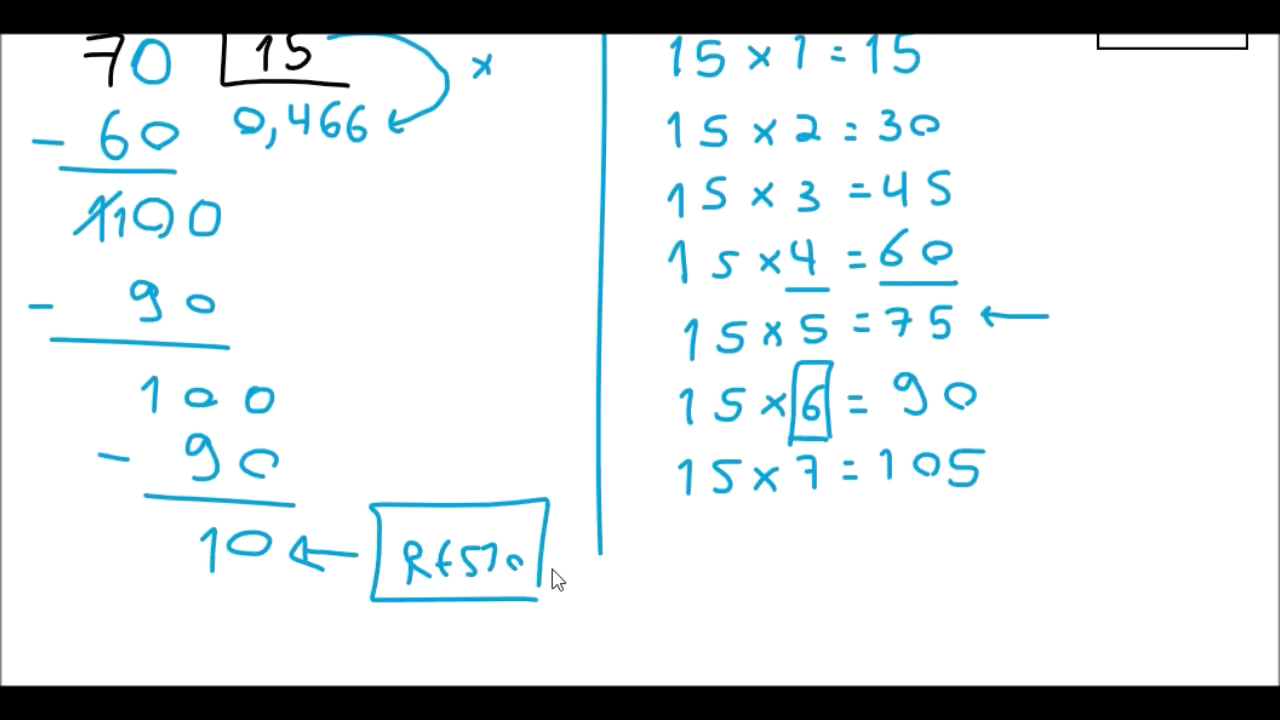 70 15
- 60 0,466 x
100
- 90
100
- 90
10 ← Resto
15 x 1 = 15
15 x 2 = 30
15 x 3 = 45
15 x 4 = 60
15 x 5 = 75 ←
15 x 6 = 90
15 x 7 = 105